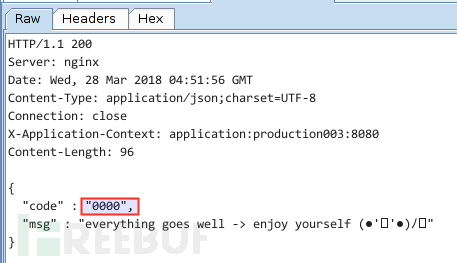 Raw Headers Hex
HTTP/1.1 200
Server: nginx
Date: Wed, 28 Mar 2018 04:51:56 GMT
Content-Type: application/json;charset=UTF-8
Connection: close
X-Application-Context: application:production003:8080
Content-Length: 96
{
"code" : "0000",
"msg" : "everything goes well -> enjoy yourself (●'□'●)/□"
}
FREEBUF